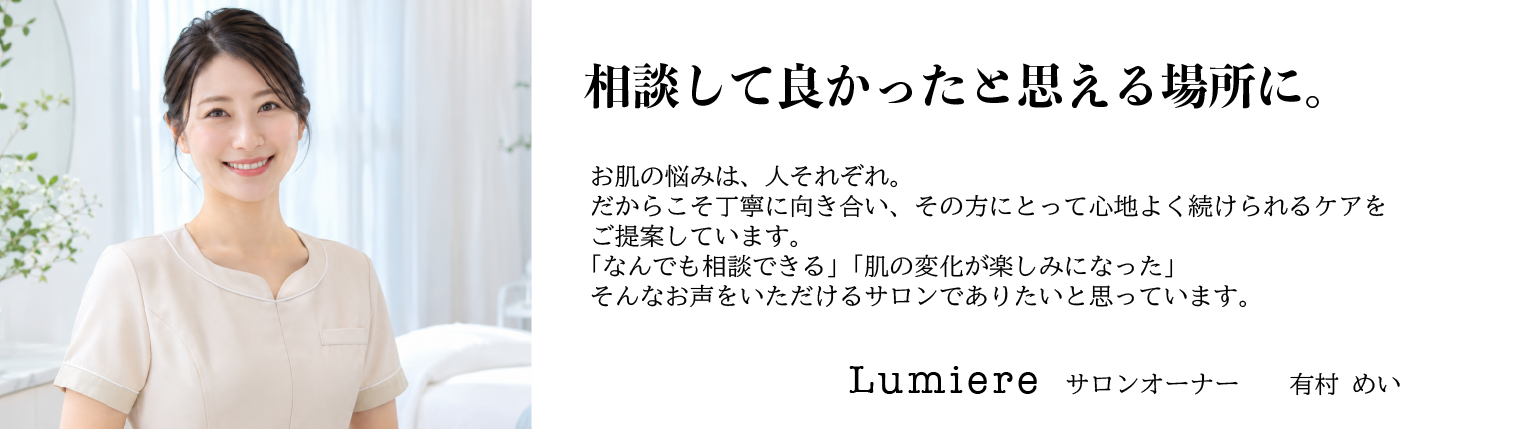 相談して良かったと思える場所に。
お肌の悩みは、人それぞれ。
だからこそ丁寧に向き合い、その方にとって心地よく続けられるケアを
ご提案しています。
「なんでも相談できる」「肌の変化が楽しみになった」
そんなお声をいただけるサロンでありたいと思っています。
Lumiere サロンオーナー 有村 めい